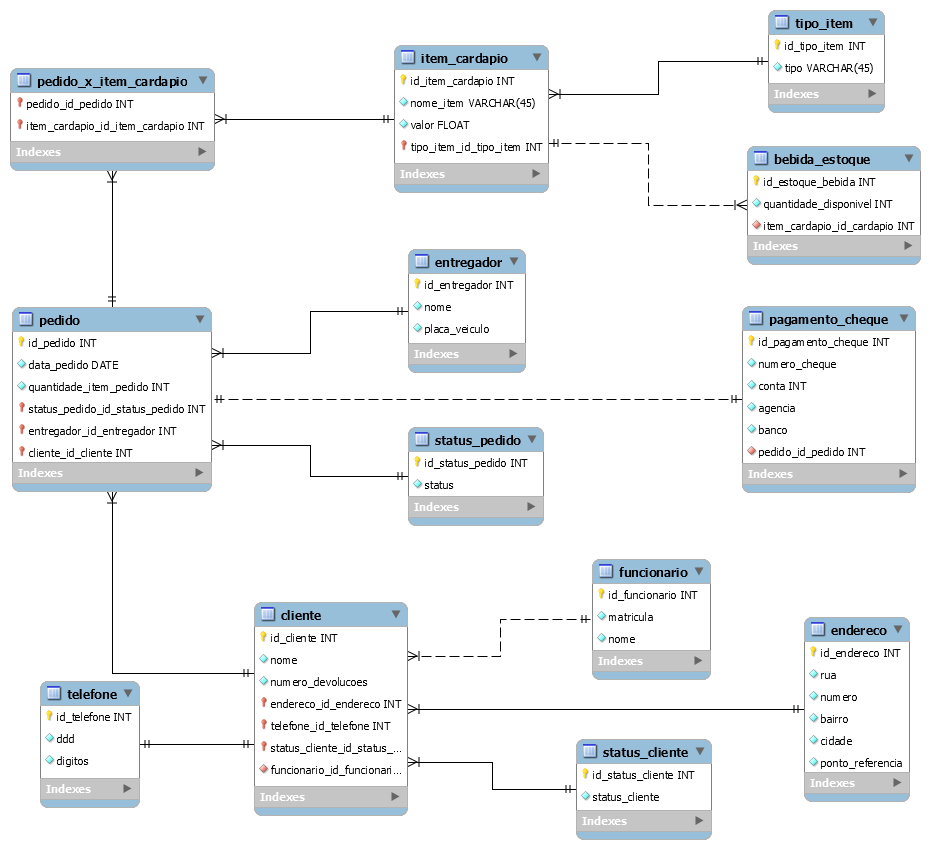 tipo_item
id_tipo_item INT
tipo VARCHAR(45)
Indexes
item_cardapio
id_item_cardapio INT
nome_item VARCHAR(45)
valor FLOAT
tipo_item_id_tipo_item INT
Indexes
pedido_x_item_cardapio
pedido_id_pedido INT
item_cardapio_id_item_cardapio INT
Indexes
bebida_estoque
id_estoque_bebida INT
quantidade_disponivel INT
item_cardapio_id_cardapio INT
Indexes
entregador
id_entregador INT
nome
placa_veiculo
Indexes
pedido
id_pedido INT
data_pedido DATE
quantidade_item_pedido INT
status_pedido_id_status_pedido INT
entregador_id_entregador INT
cliente_id_cliente INT
Indexes
pagamento_cheque
id_pagamento_cheque INT
numero_cheque
conta INT
agencia
banco
pedido_id_pedido INT
Indexes
status_pedido
id_status_pedido INT
status
Indexes
funcionario
id_funcionario INT
matricula
nome
Indexes
cliente
id_cliente INT
nome
numero_devolucoes
endereco_id_endereco INT
telefone_id_telefone INT
status_cliente_id_status_...
funcionario_id_funcionari...
Indexes
endereco
id_endereco INT
rua
numero
bairro
cidade
ponto_referencia
Indexes
telefone
id_telefone INT
ddd
digitos
Indexes
status_cliente
id_status_cliente INT
status_cliente
Indexes